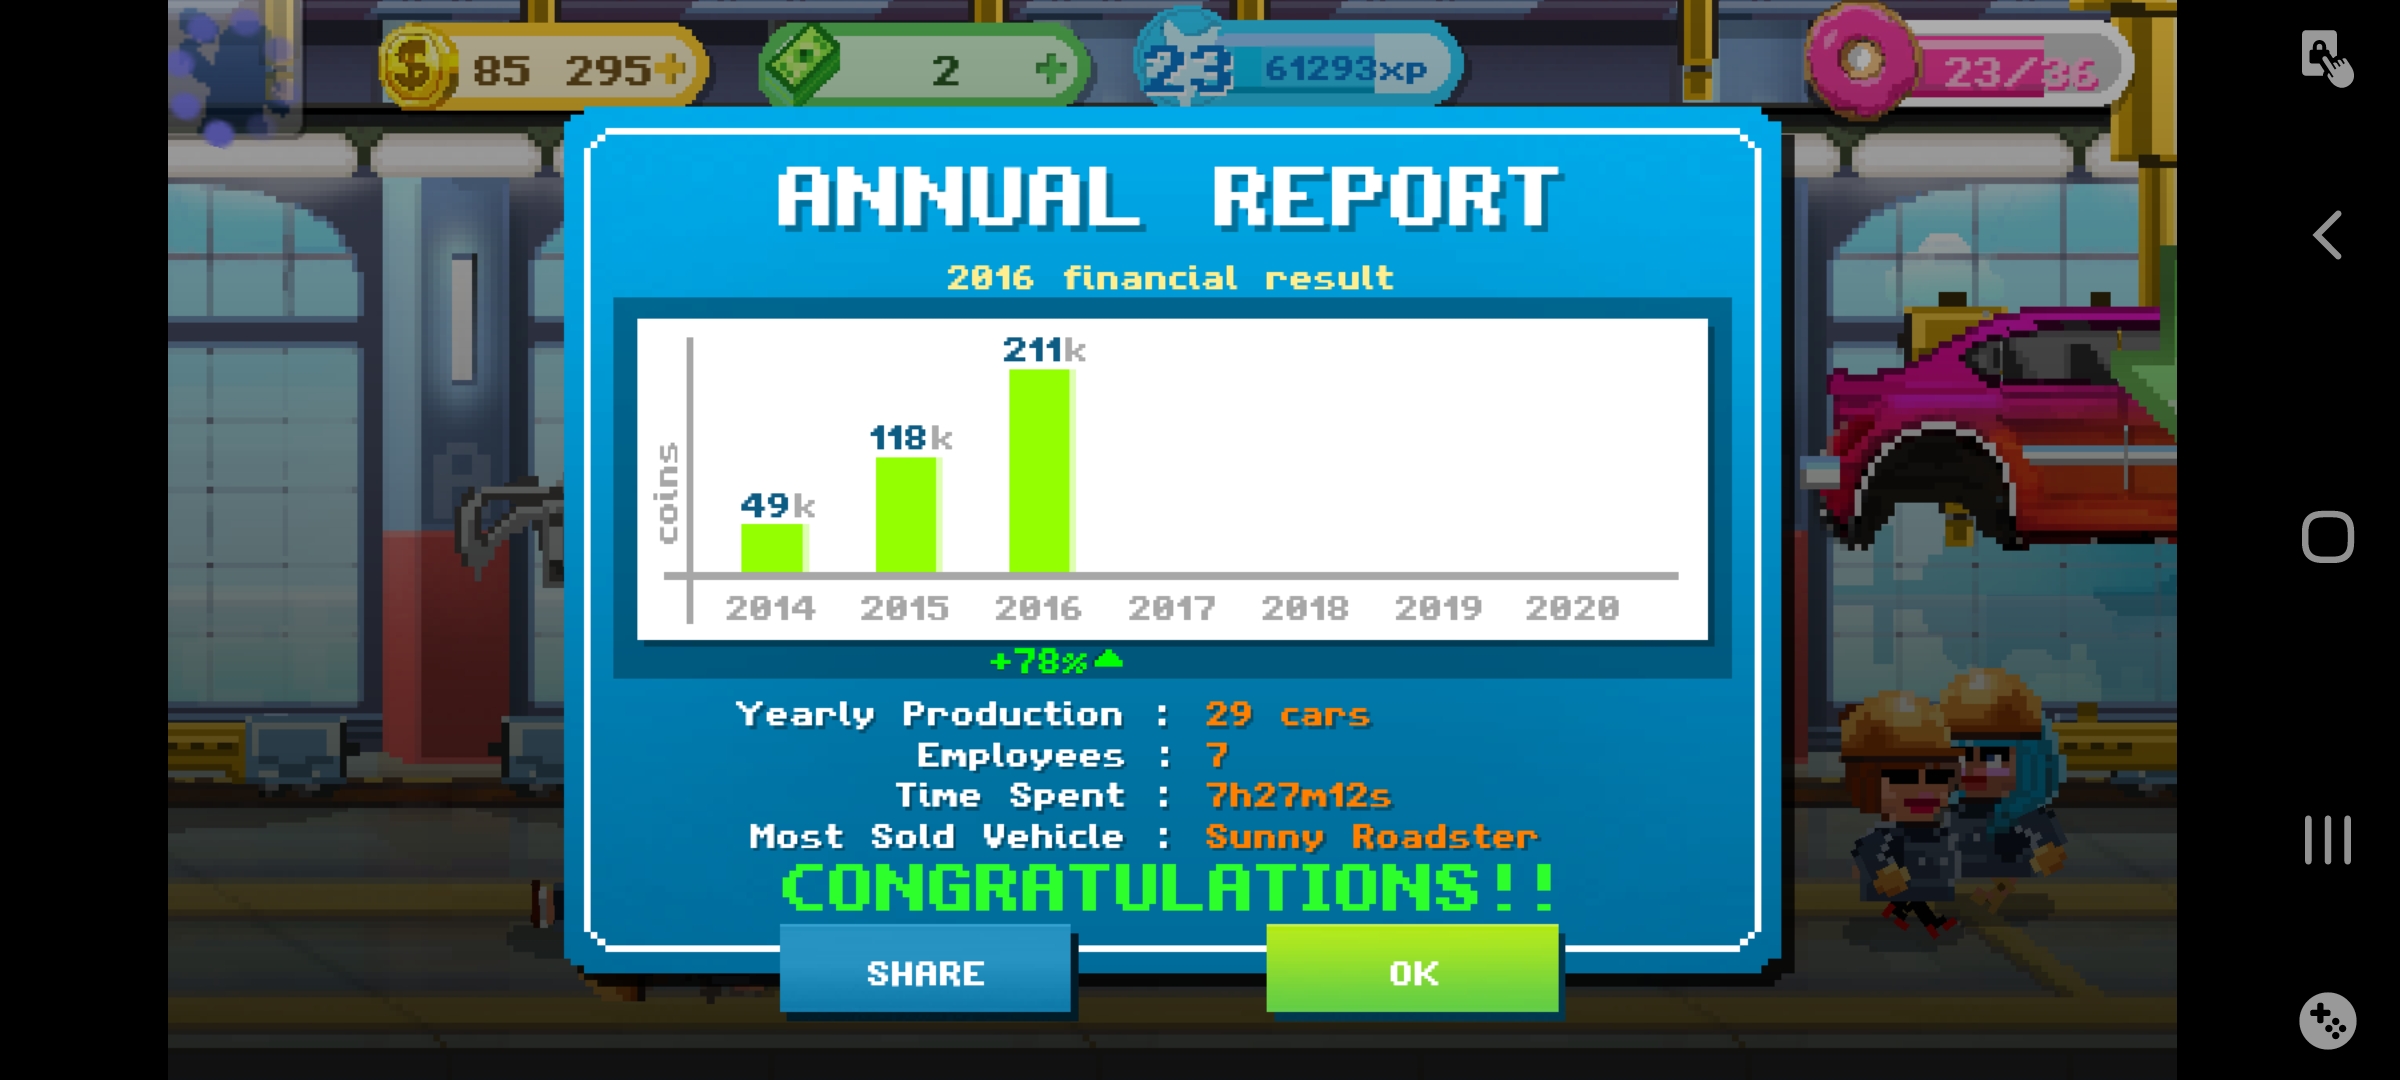 85 295+
2 +
23 61293xp
23/36
ANNUAL REPORT
2016 financial result
coins
49k
118k
211k
2014 2015 2016 2017 2018 2019 2020
+78%
Yearly Production : 29 cars
Employees : 7
Time Spent : 7h27m12s
Most Sold Vehicle : Sunny Roadster
CONGRATULATIONS!!
SHARE
OK